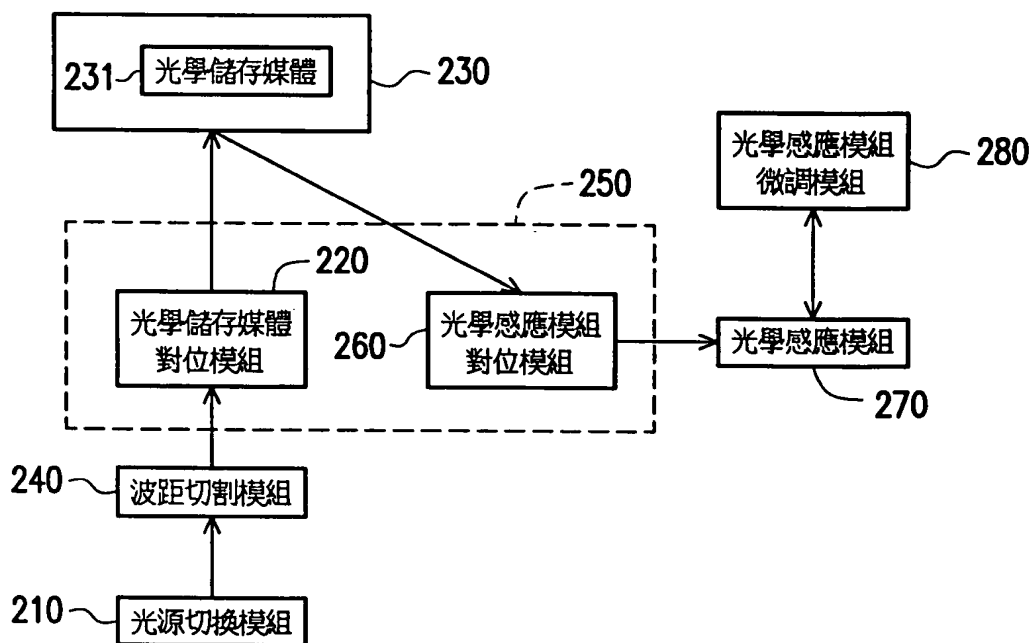 231
光學儲存媒體
230
光學感應模組
微調模組
280
250
220
光學儲存媒體
對位模組
260
光學感應模組
對位模組
光學感應模組
270
240
波距切割模組
210
光源切換模組